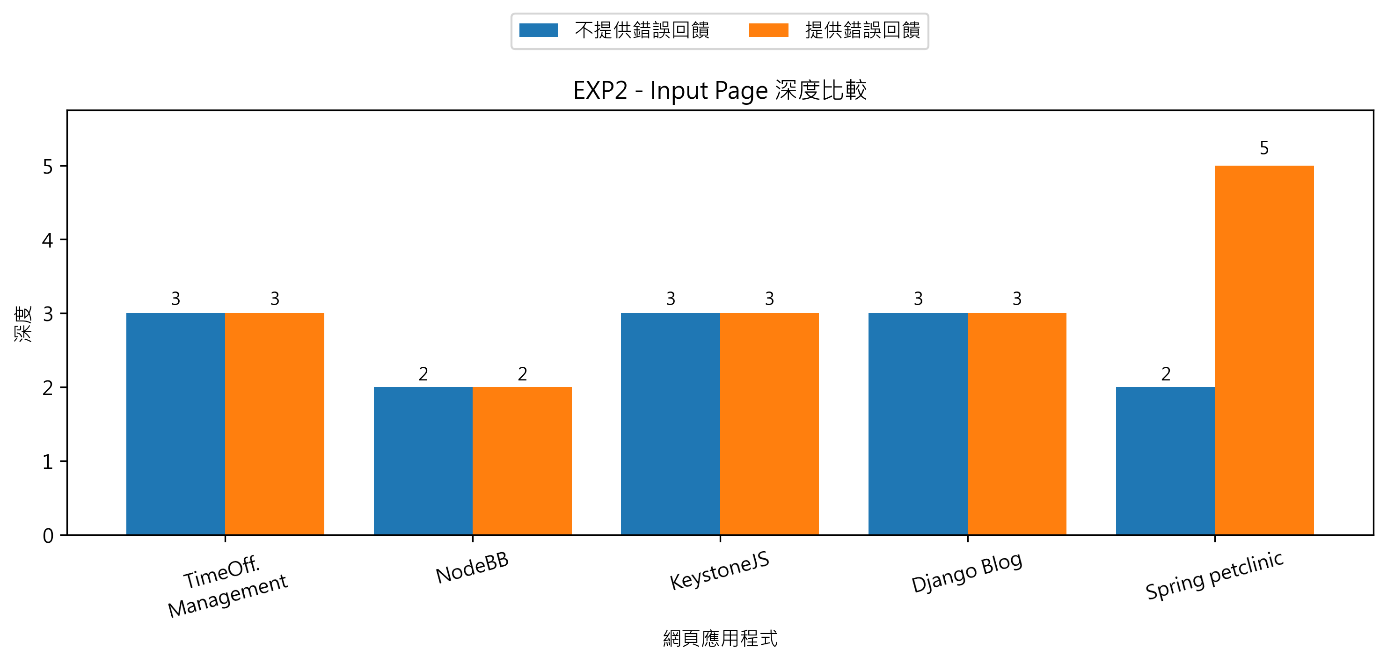 不提供錯誤回饋
提供錯誤回饋
EXP2 - Input Page 深度比較
深度
5
4
3
2
1
0
3
3
2
2
3
3
3
3
2
5
TimeOff.
Management
NodeBB
KeystoneJS
Django Blog
Spring petclinic
網頁應用程式